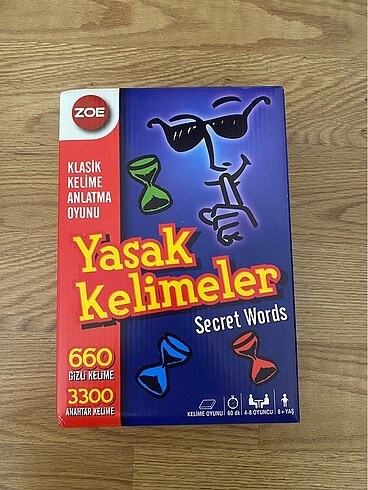 ZOE
KLASİK
KELİME
ANLATMA
OYUNU
Yasak
Kelimeler
Secret Words
660
GİZLİ KELİME
3300
ANAHTAR KELİME
KELİME OYUNU
60 dk
4-8 OYUNCU
8+ YAŞ